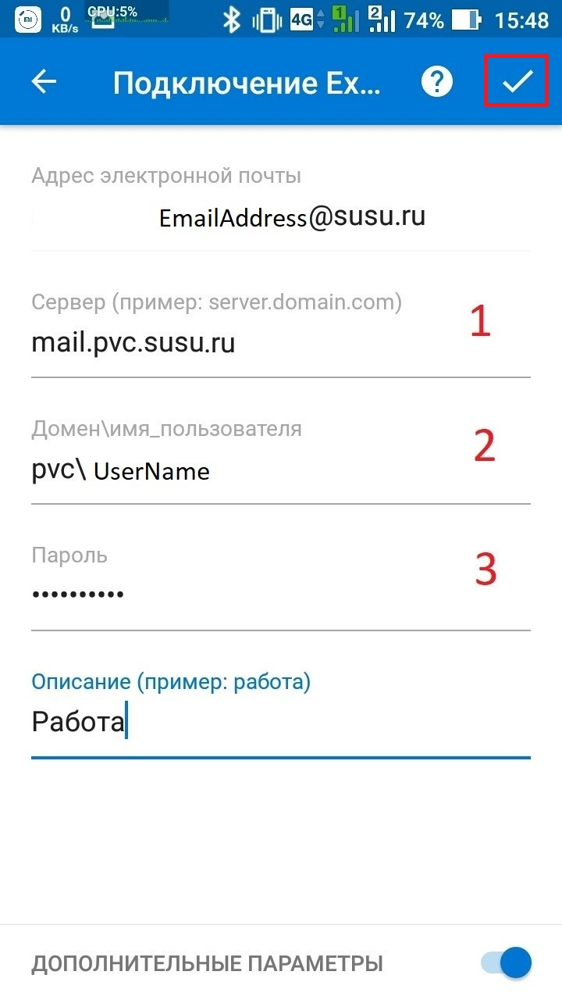 mi 0 KB/s CPU:5% 4G 1 2 74% 15:48
Подключение Ex... ?
Адрес электронной почты
EmailAddress@susu.ru
Сервер (пример: server.domain.com)
1
mail.pvc.susu.ru
Домен\имя_пользователя
2
pvc\ UserName
Пароль
3
••••••••••
Описание (пример: работа)
Работа
ДОПОЛНИТЕЛЬНЫЕ ПАРАМЕТРЫ